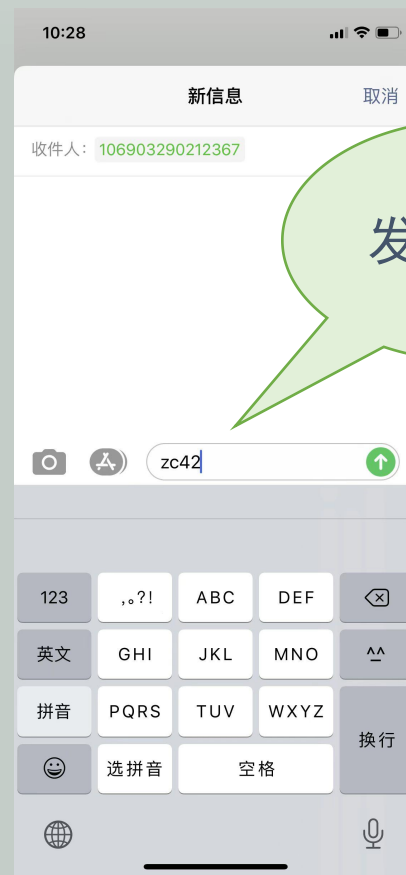 10:28
新信息 取消
收件人: 106903290212367
发
zc42
123 ,。?! ABC DEF
英文 GHI JKL MNO ^^
拼音 PQRS TUV WXYZ
换行
选拼音 空格